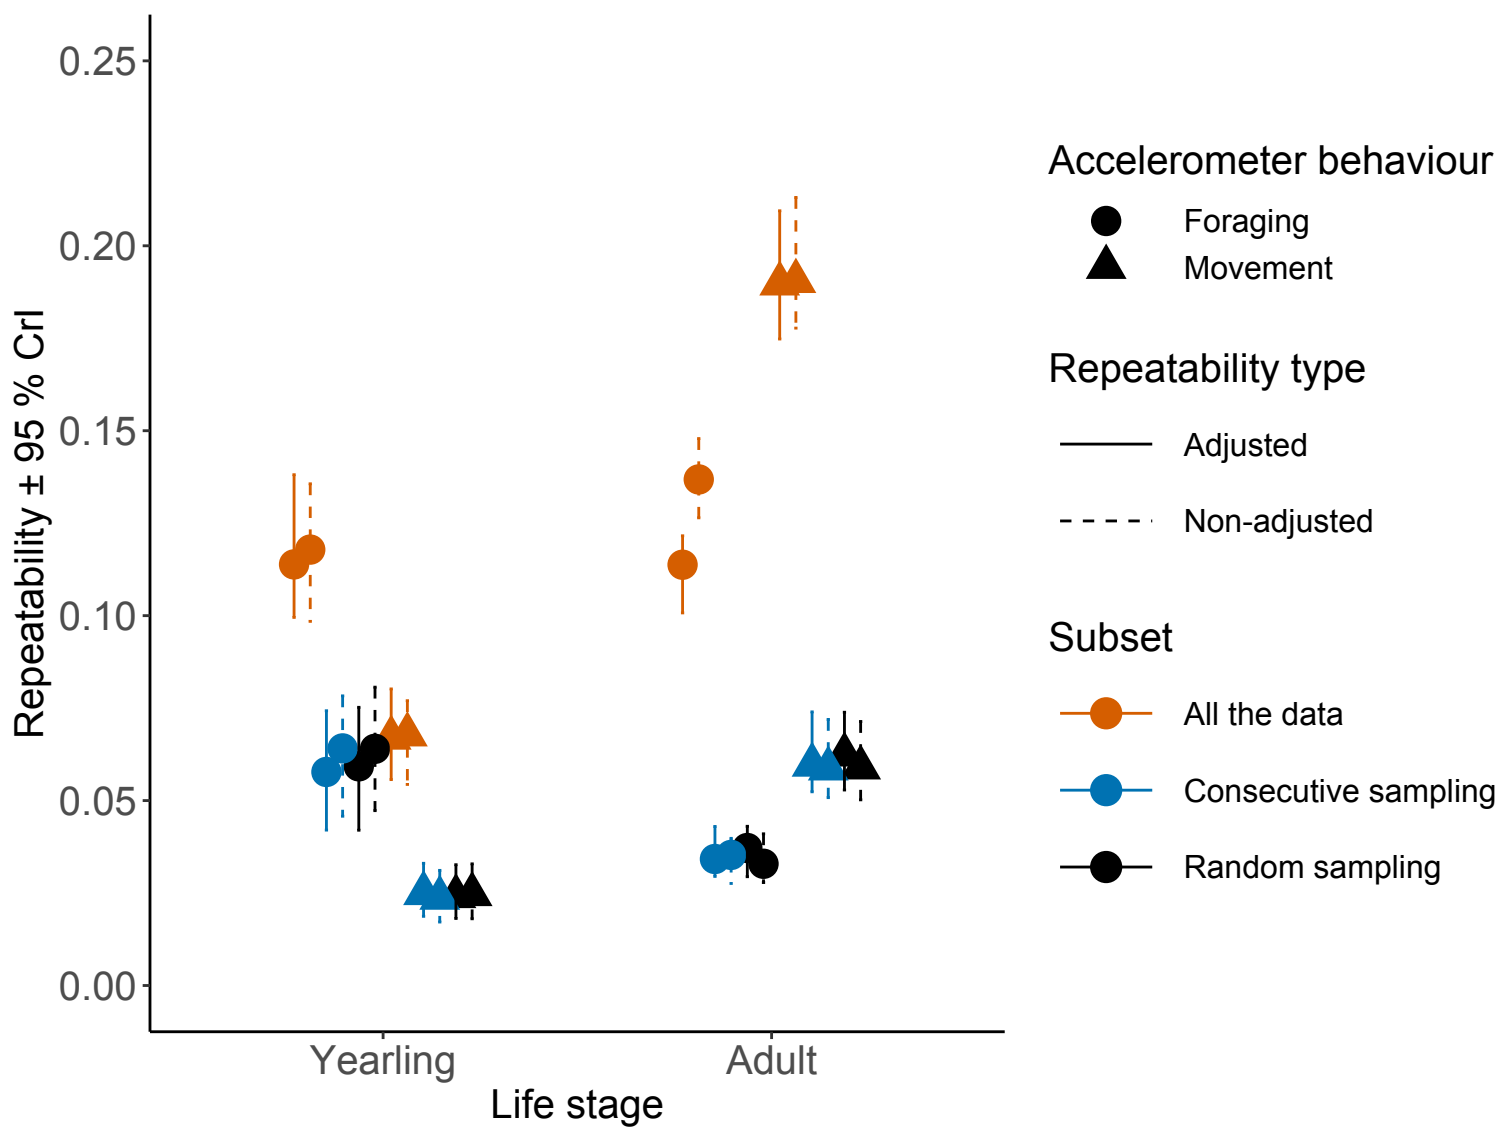 Repeatability ± 95 % CrI
0.25
0.20
0.15
0.10
0.05
0.00
Yearling
Adult
Life stage
Accelerometer behaviour
Foraging
Movement
Repeatability type
Adjusted
Non-adjusted
Subset
All the data
Consecutive sampling
Random sampling